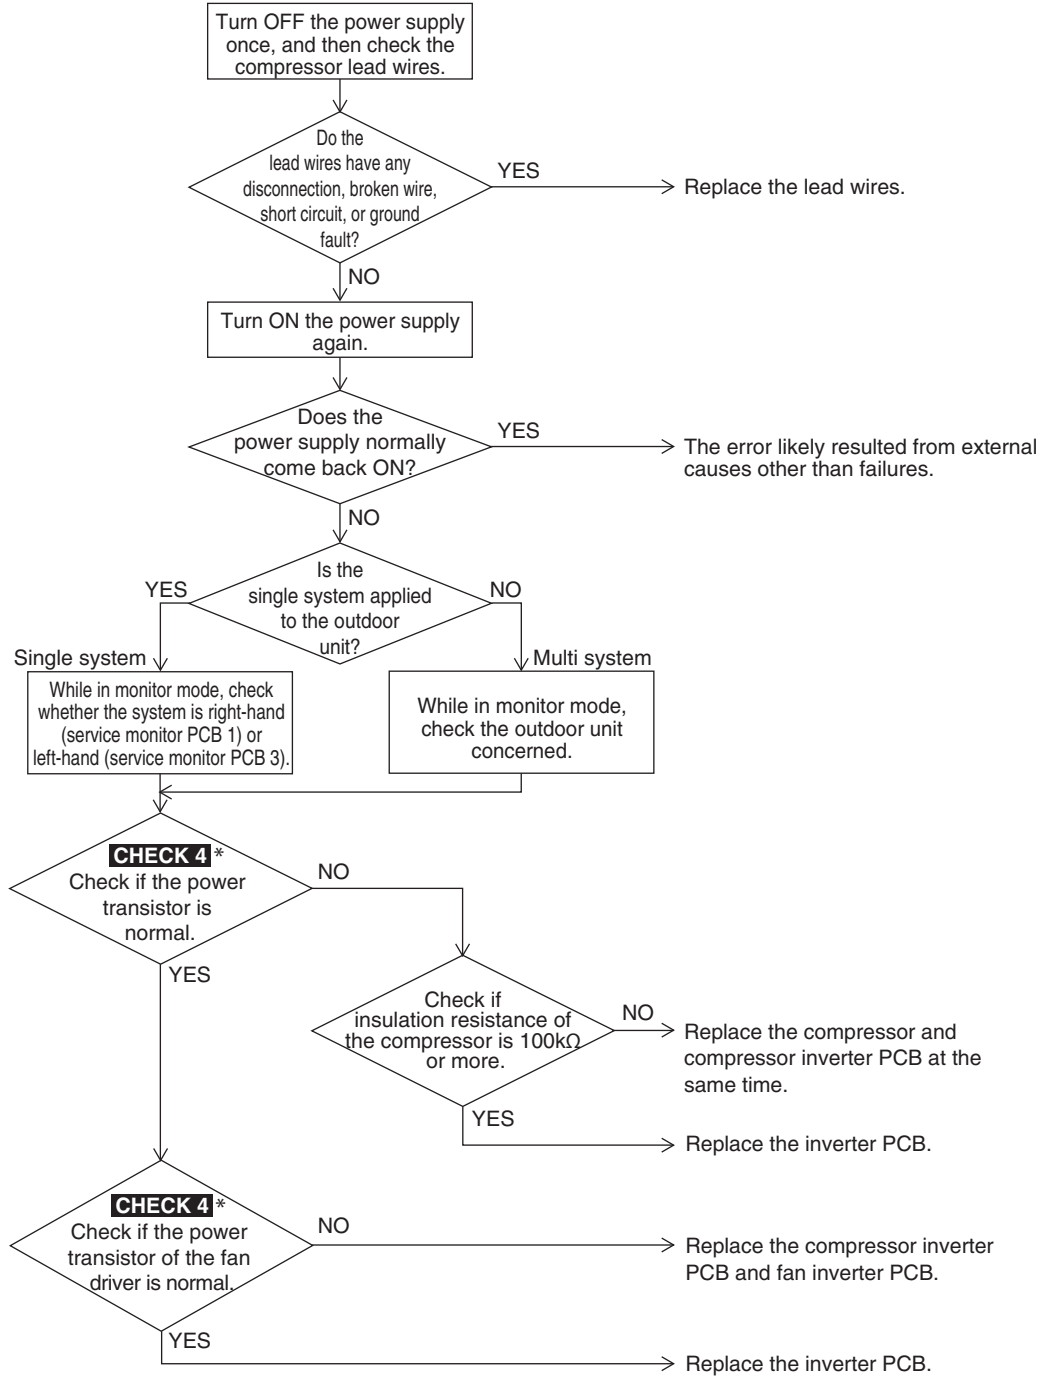 Turn OFF the power supply
once, and then check the
compressor lead wires.
Do the
lead wires have any
disconnection, broken wire,
short circuit, or ground
fault?
YES
Replace the lead wires.
NO
Turn ON the power supply
again.
Does the
power supply normally
come back ON?
YES
The error likely resulted from external
causes other than failures.
NO
Is the
single system applied
to the outdoor
unit?
YES
NO
Single system
Multi system
While in monitor mode, check
whether the system is right-hand
(service monitor PCB 1) or
left-hand (service monitor PCB 3).
While in monitor mode,
check the outdoor unit
concerned.
CHECK 4 *
Check if the power
transistor is
normal.
NO
YES
Check if
insulation resistance of
the compressor is 100kΩ
or more.
NO
Replace the compressor and
compressor inverter PCB at the
same time.
YES
Replace the inverter PCB.
CHECK 4 *
Check if the power
transistor of the fan
driver is normal.
NO
Replace the compressor inverter
PCB and fan inverter PCB.
YES
Replace the inverter PCB.